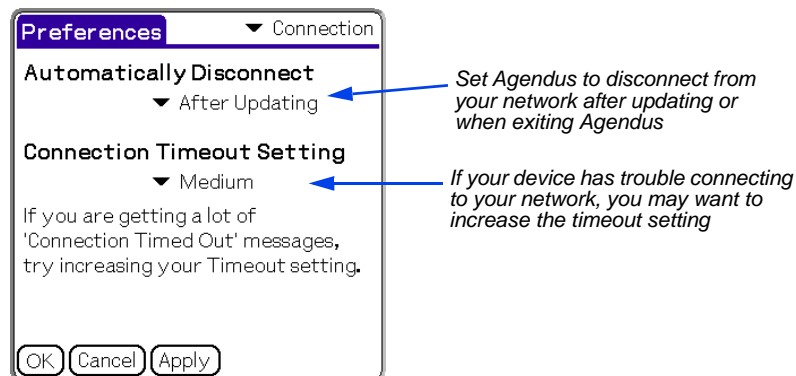 Preferences
Connection
Automatically Disconnect
After Updating
Connection Timeout Setting
Medium
If you are getting a lot of
'Connection Timed Out' messages,
try increasing your Timeout setting.
OK Cancel Apply
Set Agendus to disconnect from
your network after updating or
when exiting Agendus
If your device has trouble connecting
to your network, you may want to
increase the timeout setting